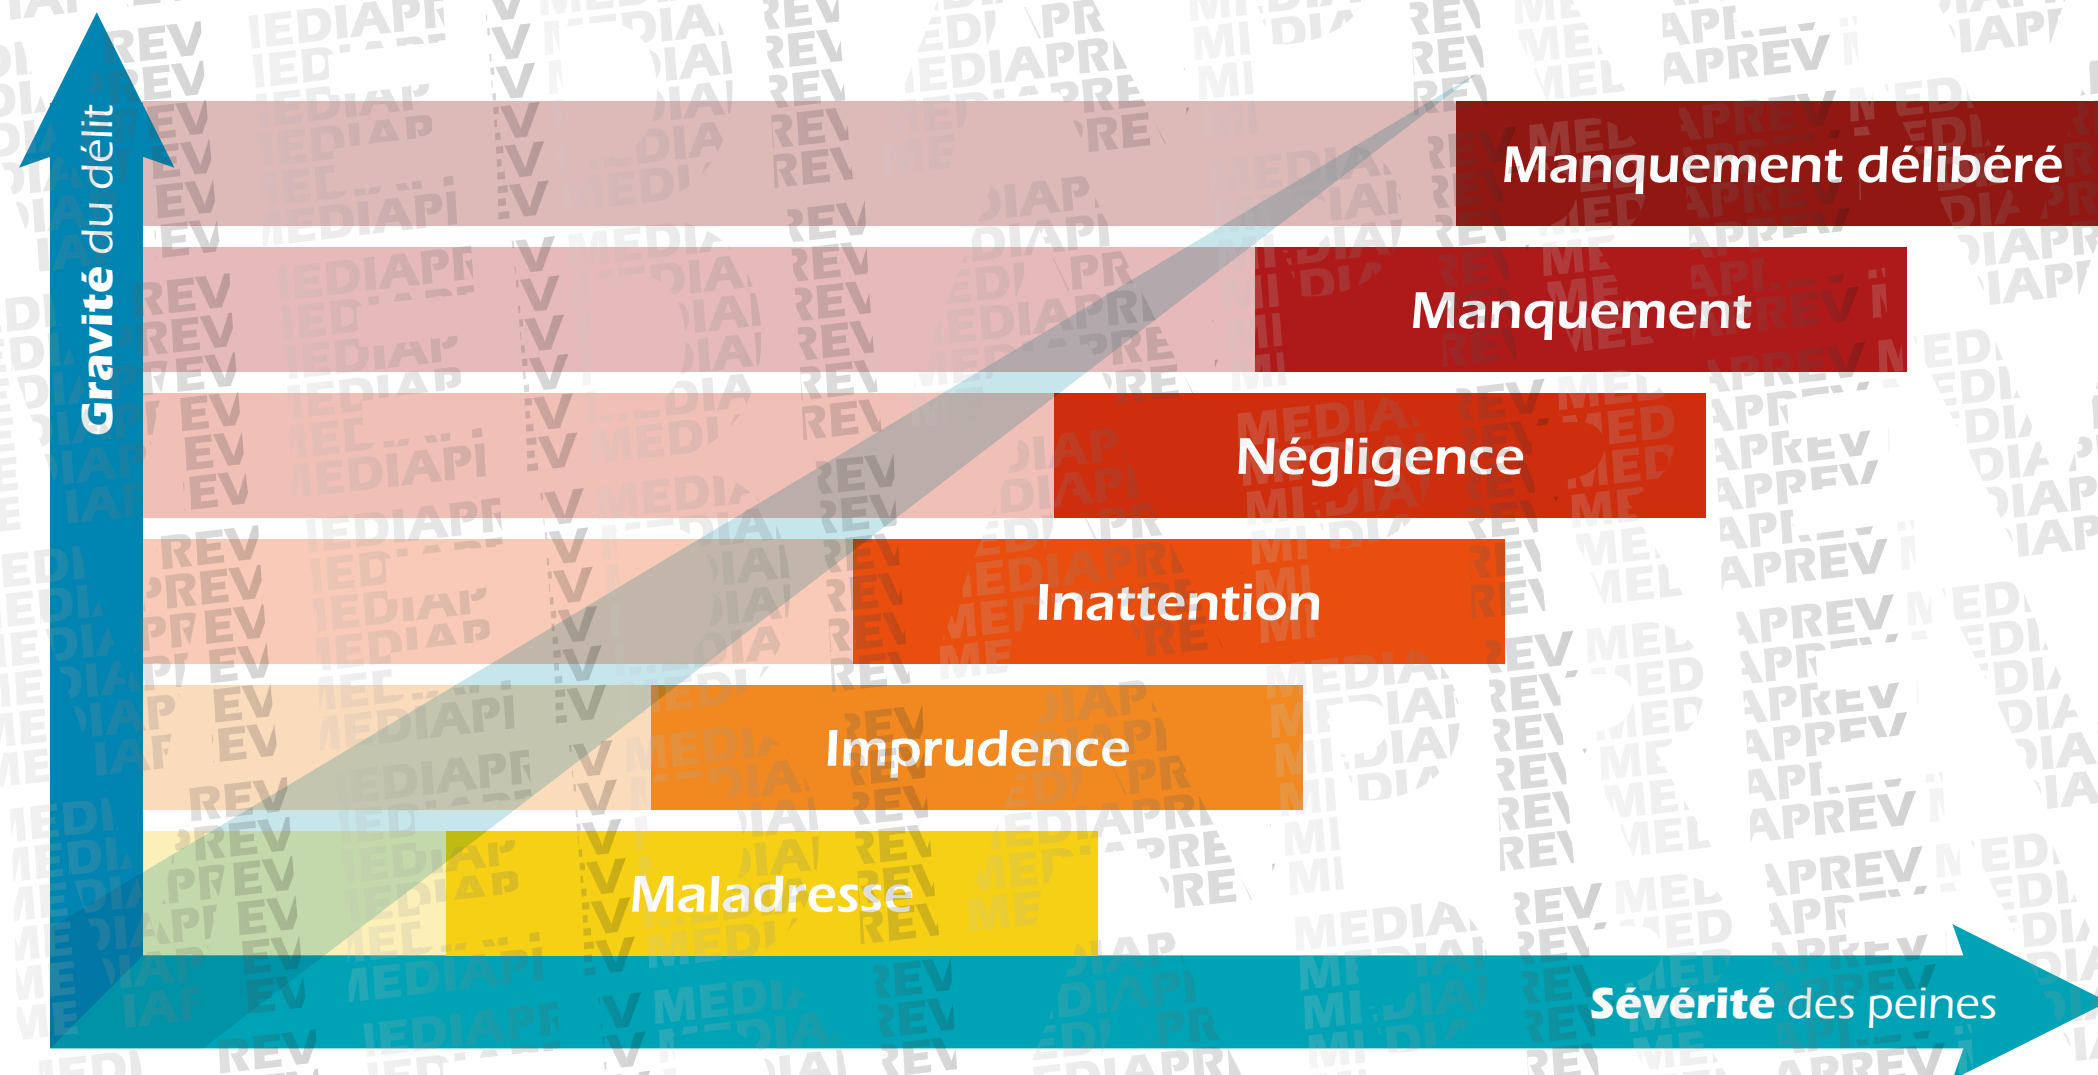 Gravité du délit
Manquement délibéré
Manquement
Négligence
Inattention
Imprudence
Maladresse
Sévérité des peines